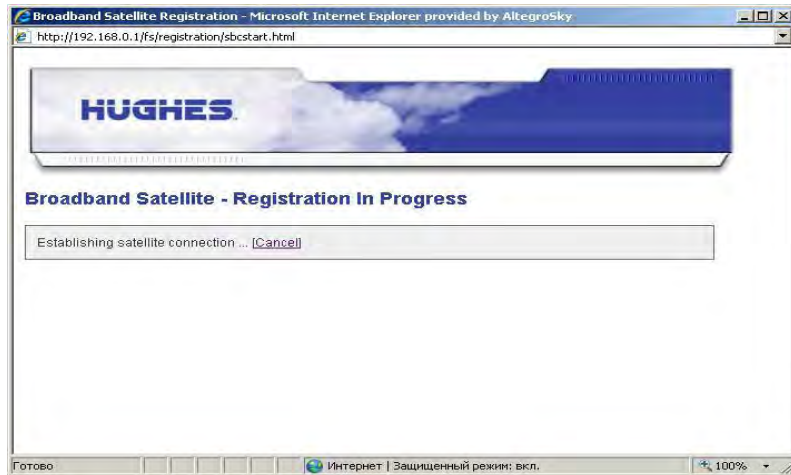 Broadband Satellite Registration - Microsoft Internet Explorer provided by AltegroSky
http://192.168.0.1/fs/registration/sbcstart.html
HUGHES
Broadband Satellite - Registration In Progress
Establishing satellite connection ... [Cancel]
Готово
Интернет | Защищенный режим: вкл.
100%